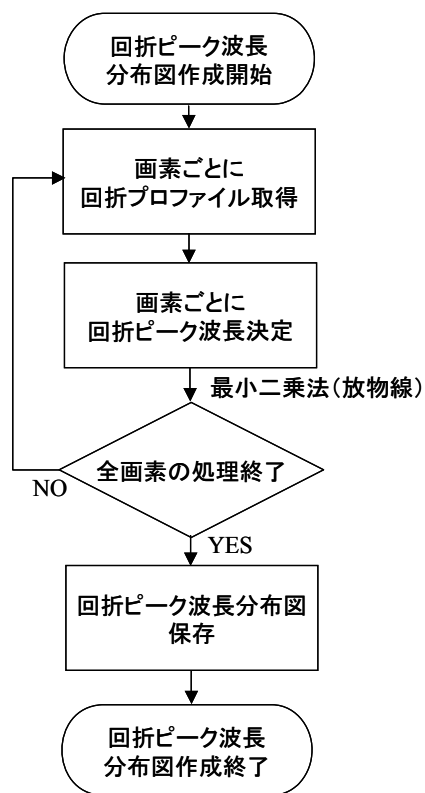 回折ピーク波長
分布図作成開始
画素ごとに
回折プロファイル取得
画素ごとに
回折ピーク波長決定
最小二乗法(放物線)
全画素の処理終了
NO
YES
回折ピーク波長分布図
保存
回折ピーク波長
分布図作成終了